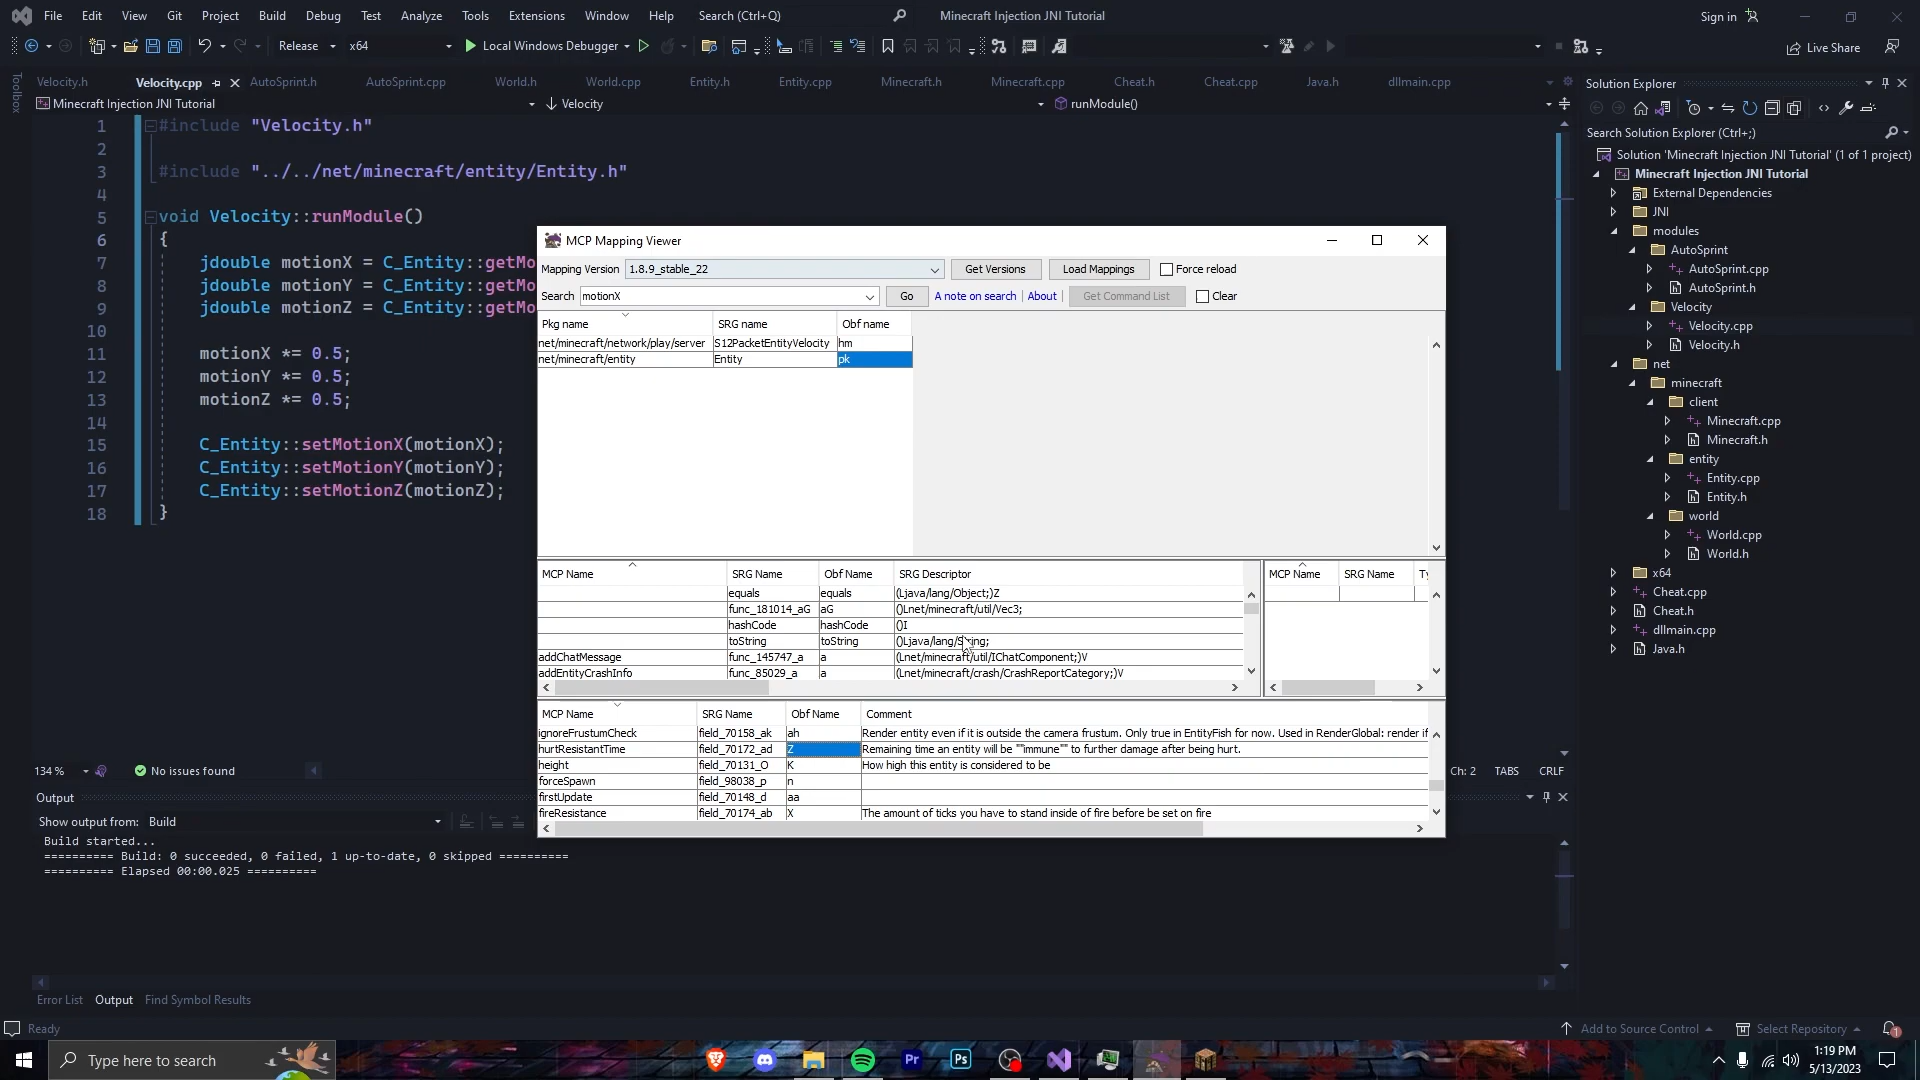 File Edit View Git Project Build Debug Test Analyze Tools Extensions Window Help Search (Ctrl+Q) Minecraft Injection JNI Tutorial Sign in
Release x64 Local Windows Debugger Live Share
Toolbox
Velocity.h Velocity.cpp AutoSprint.h AutoSprint.cpp World.h World.cpp Entity.h Entity.cpp Minecraft.h Minecraft.cpp Cheat.h Cheat.cpp Java.h dllmain.cpp
Minecraft Injection JNI Tutorial Velocity runModule()
1 #include "Velocity.h"
2
3 #include "../../net/minecraft/entity/Entity.h"
4
5 void Velocity::runModule()
6 {
7 jdouble motionX = C_Entity::getMo
8 jdouble motionY = C_Entity::getMo
9 jdouble motionZ = C_Entity::getMo
10
11 motionX *= 0.5;
12 motionY *= 0.5;
13 motionZ *= 0.5;
14
15 C_Entity::setMotionX(motionX);
16 C_Entity::setMotionY(motionY);
17 C_Entity::setMotionZ(motionZ);
18 }
MCP Mapping Viewer
Mapping Version 1.8.9_stable_22 Get Versions Load Mappings Force reload
Search motionX Go A note on search About Get Command List Clear
Pkg name SRG name Obf name
net/minecraft/network/play/server S12PacketEntityVelocity hm
net/minecraft/entity Entity pk
MCP Name SRG Name Obf Name SRG Descriptor
equals equals (Ljava/lang/Object;)Z
func_181014_aG aG ()Lnet/minecraft/util/Vec3;
hashCode hashCode ()I
toString toString ()Ljava/lang/String;
addChatMessage func_145747_a a (Lnet/minecraft/util/IChatComponent;)V
addEntityCrashInfo func_85029_a a (Lnet/minecraft/crash/CrashReportCategory;)V
MCP Name SRG Name Ty
MCP Name SRG Name Obf Name Comment
ignoreFrustumCheck field_70158_ak ah Render entity even if it is outside the camera frustum. Only true in EntityFish for now. Used in RenderGlobal: render if
hurtResistantTime field_70172_ad Z Remaining time an entity will be ""immune"" to further damage after being hurt.
height field_70131_O K How high this entity is considered to be
forceSpawn field_98038_p n
firstUpdate field_70148_d aa
fireResistance field_70174_ab X The amount of ticks you have to stand inside of fire before be set on fire
Solution Explorer
Search Solution Explorer (Ctrl+;)
Solution 'Minecraft Injection JNI Tutorial' (1 of 1 project)
Minecraft Injection JNI Tutorial
External Dependencies
JNI
modules
AutoSprint
AutoSprint.cpp
AutoSprint.h
Velocity
Velocity.cpp
Velocity.h
net
minecraft
client
Minecraft.cpp
Minecraft.h
entity
Entity.cpp
Entity.h
world
World.cpp
World.h
x64
Cheat.cpp
Cheat.h
dllmain.cpp
Java.h
134 % No issues found Ch: 2 TABS CRLF
Output
Show output from: Build
Build started...
========== Build: 0 succeeded, 0 failed, 1 up-to-date, 0 skipped ==========
========== Elapsed 00:00.025 ==========
Error List Output Find Symbol Results
Ready Add to Source Control Select Repository 1
Type here to search Pr Ps 1:19 PM
5/13/2023